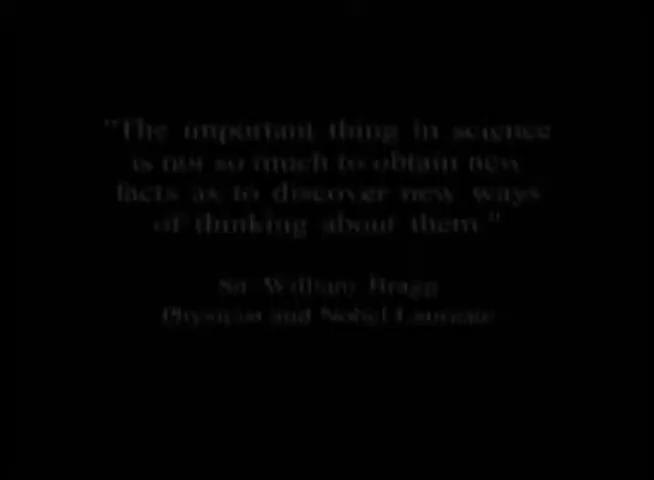 "The important thing in science
is not so much to obtain new
facts as to discover new ways
of thinking about them."
Sir William Bragg
Physicist and Nobel Laureate